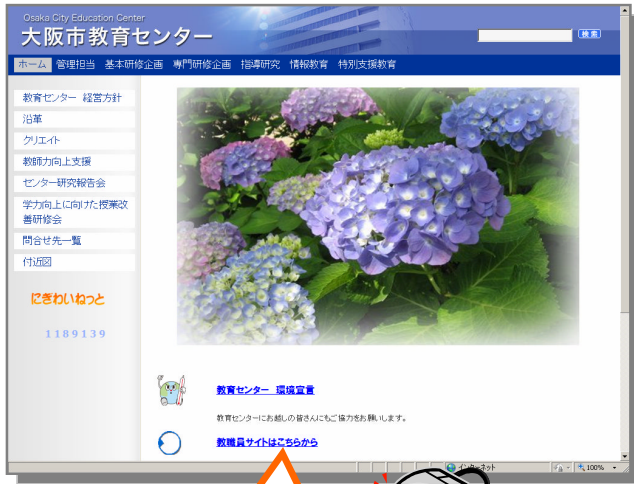 Osaka City Education Center
大阪市教育センター
検索
ホーム 管理担当 基本研修企画 専門研修企画 指導研究 情報教育 特別支援教育
教育センター 経営方針
沿革
クリエイト
教師力向上支援
センター研究報告会
学力向上に向けた授業改
善研修会
問合せ先一覧
付近図
にぎわいねっと
1189139
教育センター 環境宣言
教育センターにお越しの皆さんにもご協力をお願いします。
教職員サイトはこちらから
インターネット
100%